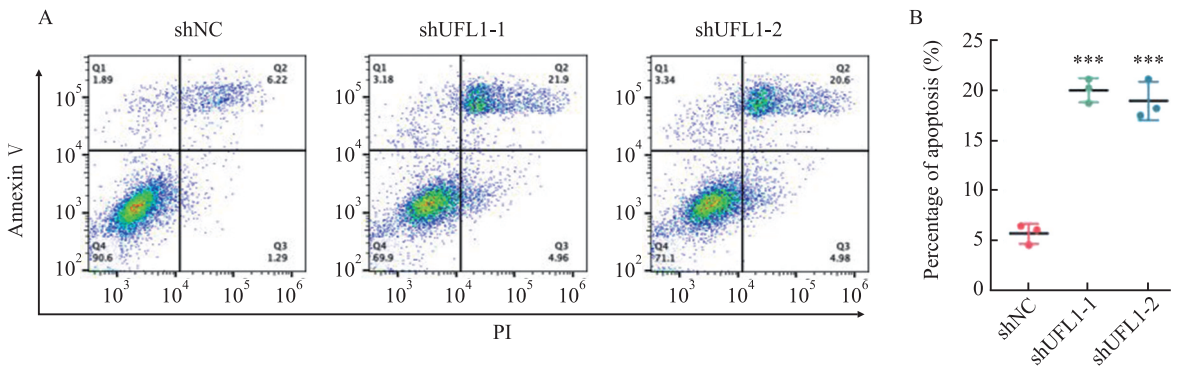 A
shNC
shUFL1-1
shUFL1-2
Q1
1.89
Q2
6.22
Q4
90.6
Q3
1.29
Q1
3.18
Q2
21.9
Q4
69.9
Q3
4.96
Q1
3.34
Q2
20.6
Q4
71.1
Q3
4.98
10⁵
10⁴
10³
10²
10⁵
10⁴
10³
10²
10⁵
10⁴
10³
10²
10³ 10⁴ 10⁵ 10⁶
10³ 10⁴ 10⁵ 10⁶
10³ 10⁴ 10⁵ 10⁶
Annexin V
PI
B
Percentage of apoptosis (%)
25
20
15
10
5
0
*** ***
shNC
shUFL1-1
shUFL1-2